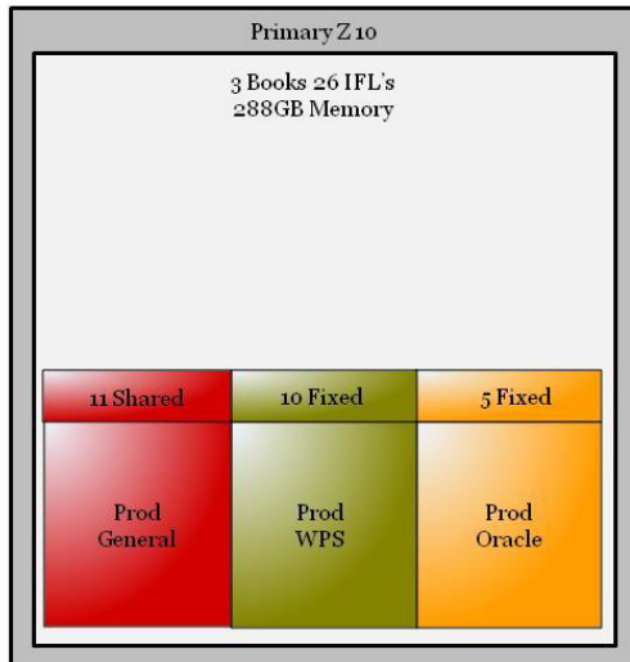 Primary Z 10
3 Books 26 IFL's
288GB Memory
11 Shared
10 Fixed
5 Fixed
Prod
General
Prod
WPS
Prod
Oracle